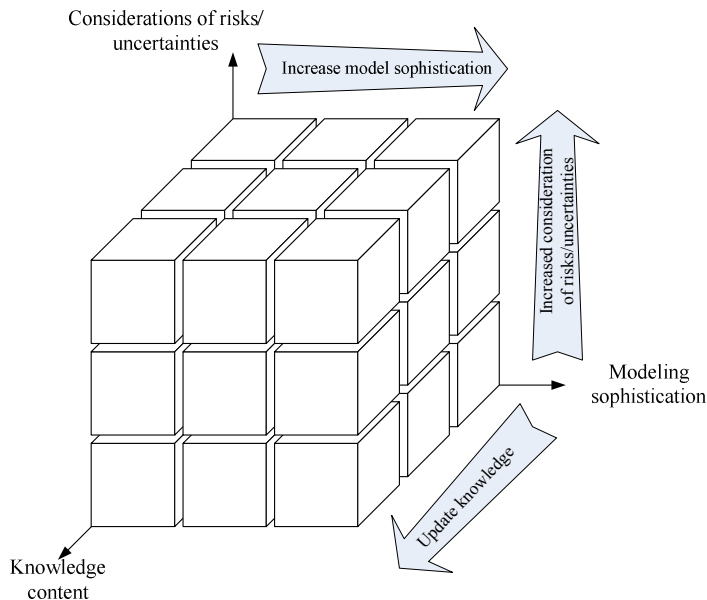 Considerations of risks/
uncertainties
Increase model sophistication
Increased consideration
of risks/uncertainties
Modeling
sophistication
Update knowledge
Knowledge
content